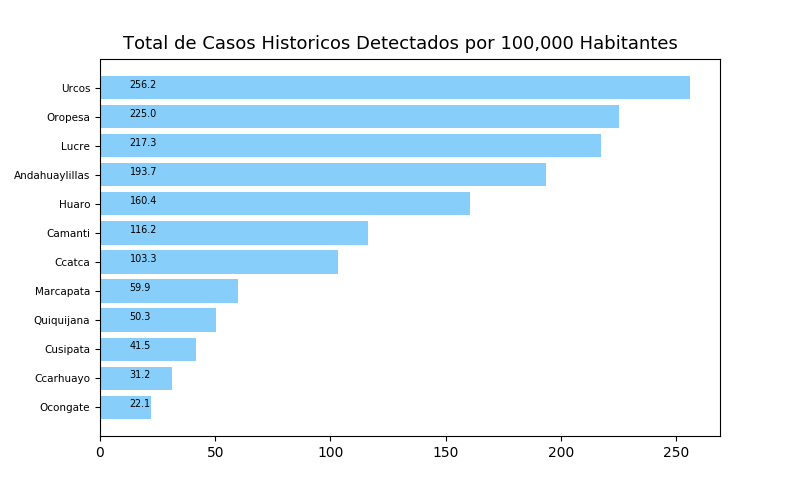 Total de Casos Historicos Detectados por 100,000 Habitantes
Urcos 256.2
Oropesa 225.0
Lucre 217.3
Andahuaylillas 193.7
Huaro 160.4
Camanti 116.2
Ccatca 103.3
Marcapata 59.9
Quiquijana 50.3
Cusipata 41.5
Ccarhuayo 31.2
Ocongate 22.1
0 50 100 150 200 250